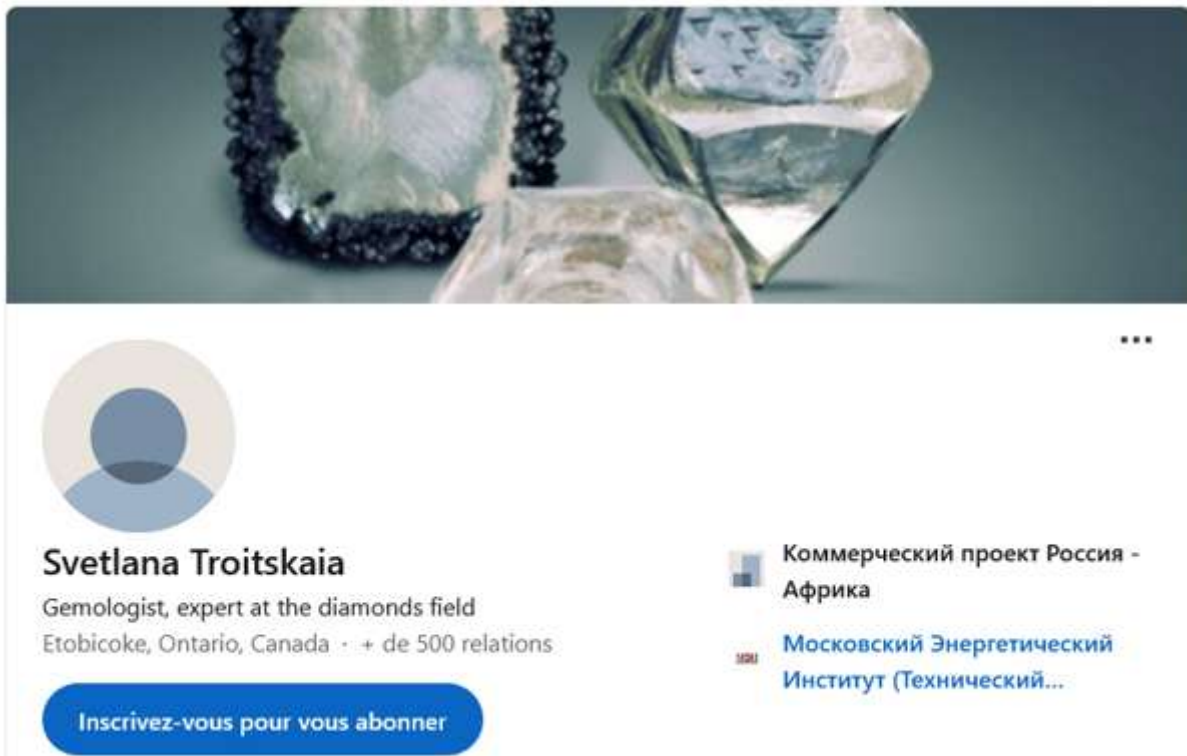 Svetlana Troitskaia
Gemologist, expert at the diamonds field
Etobicoke, Ontario, Canada · + de 500 relations
Inscrivez-vous pour vous abonner
Коммерческий проект Россия -
Африка
Московский Энергетический
Институт (Технический...